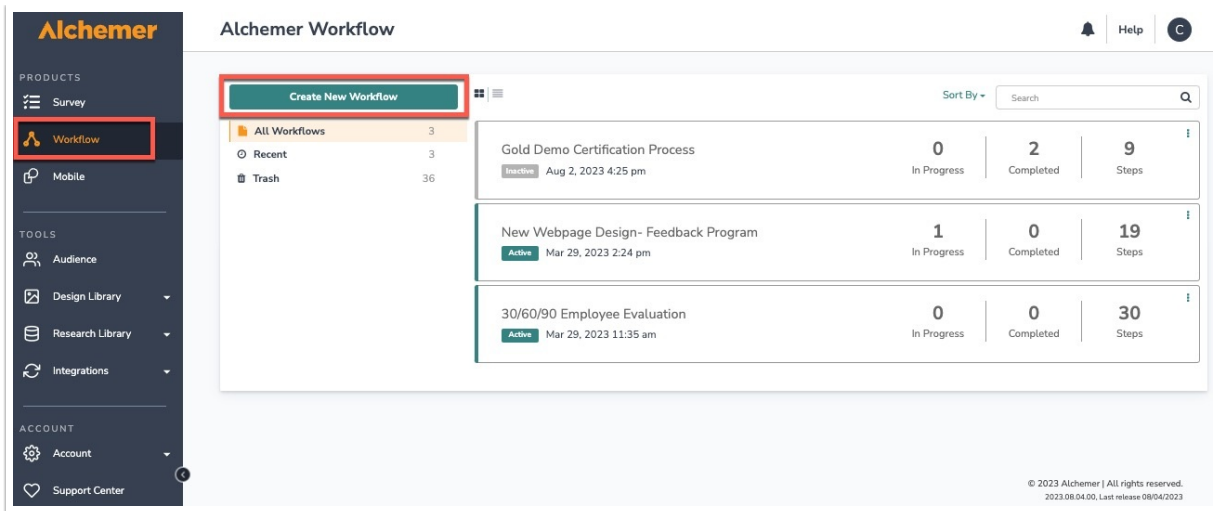 Alchemer
Alchemer Workflow
Help
C
PRODUCTS
Survey
Workflow
Mobile
TOOLS
Audience
Design Library
Research Library
Integrations
ACCOUNT
Account
Support Center
Create New Workflow
All Workflows 3
Recent 3
Trash 36
Sort By
Search
Gold Demo Certification Process
Inactive Aug 2, 2023 4:25 pm
0 2 9
In Progress Completed Steps
New Webpage Design- Feedback Program
Active Mar 29, 2023 2:24 pm
1 0 19
In Progress Completed Steps
30/60/90 Employee Evaluation
Active Mar 29, 2023 11:35 am
0 0 30
In Progress Completed Steps
© 2023 Alchemer | All rights reserved.
2023.08.04.00, Last release 08/04/2023